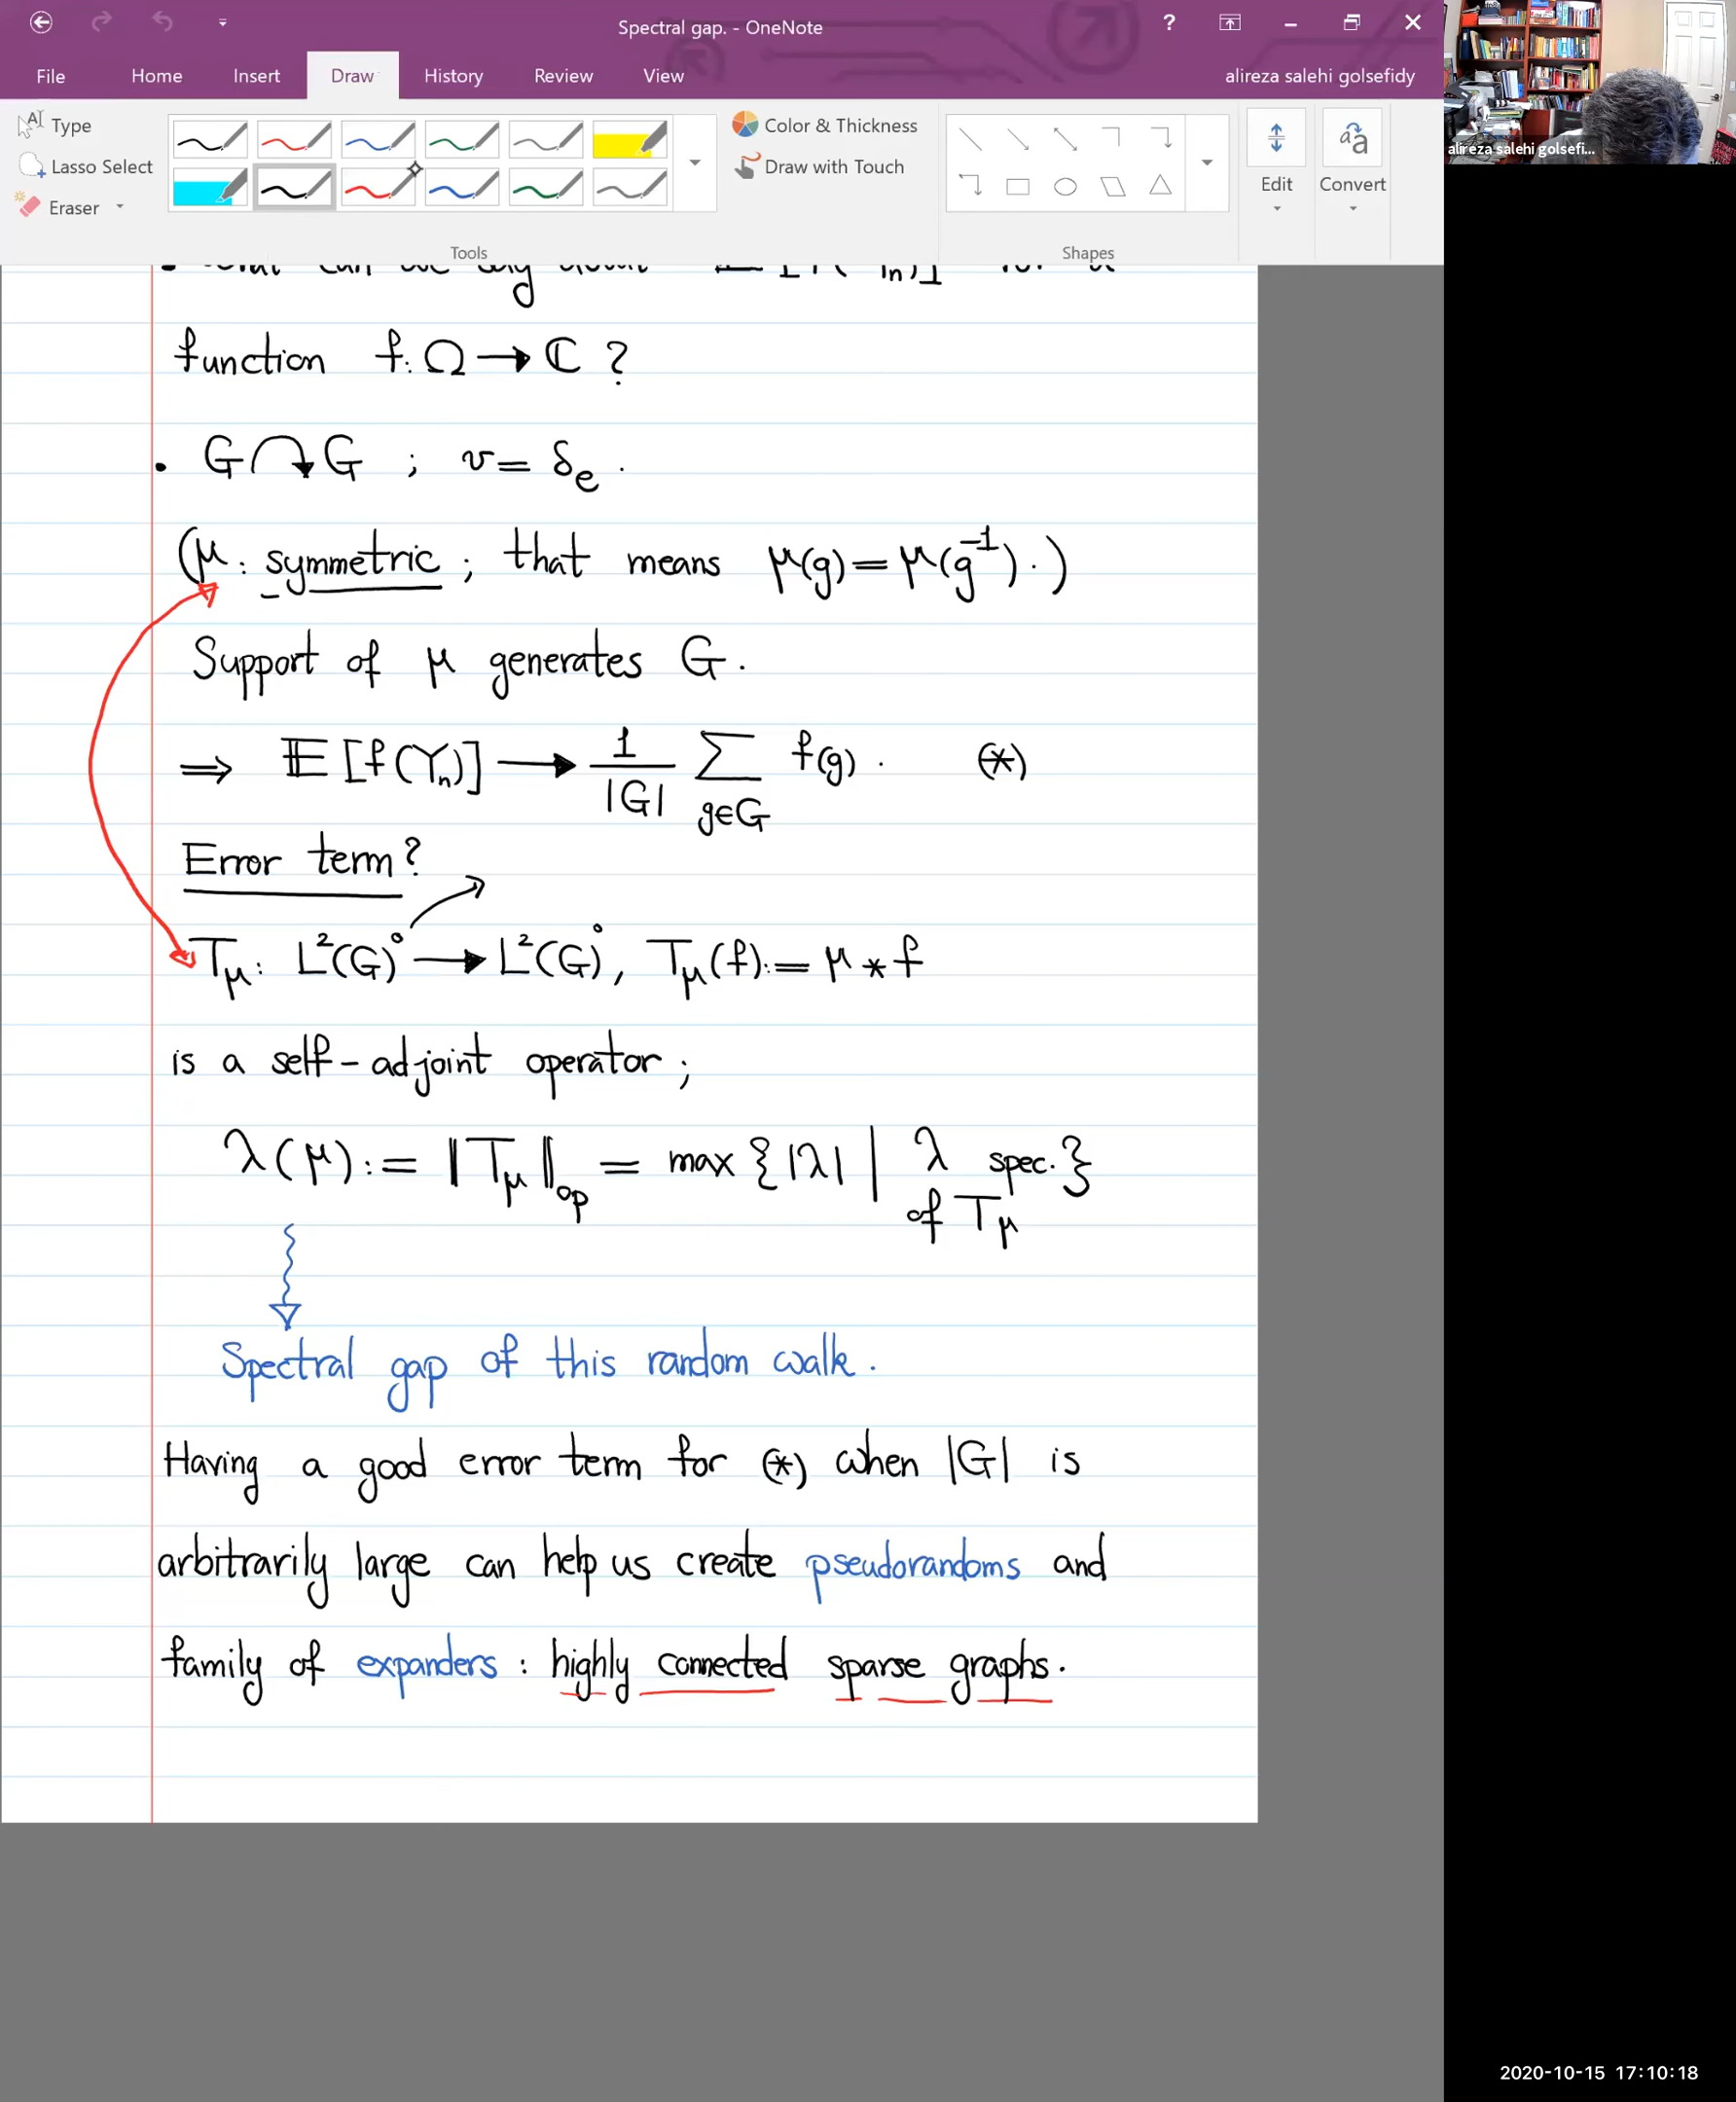 Spectral gap. - OneNote
?
File Home Insert Draw History Review View
alireza salehi golsefidy
Type
Lasso Select
Eraser
Color & Thickness
Draw with Touch
Edit
Convert
Tools
Shapes
alireza salehi golsefi...
function f: Ω → ℂ ?
• G ↷ G ; v = δ_e .
(μ: symmetric ; that means μ(g) = μ(g⁻¹) . )
Support of μ generates G .
⟹ 𝔼 [f(Yₙ)] → 1/|G| ∑_{g∈G} f(g) . (*)
Error term?
T_μ : L²(G)° → L²(G)° , T_μ(f) := μ * f
is a self-adjoint operator ;
λ(μ) := ‖T_μ‖_op = max { |λ| | λ spec. of T_μ }
Spectral gap of this random walk .
Having a good error term for (*) when |G| is
arbitrarily large can help us create pseudorandoms and
family of expanders : highly connected sparse graphs .
2020-10-15 17:10:18